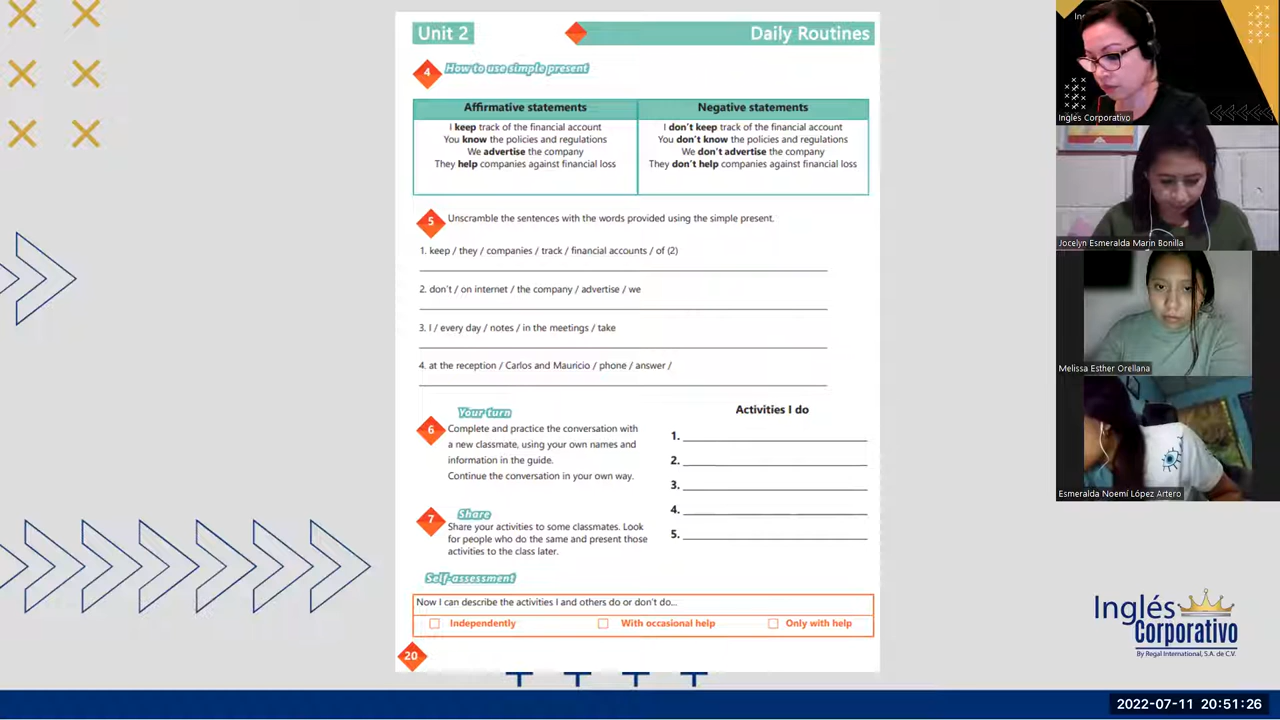 Unit 2
Daily Routines
4
How to use simple present
Affirmative statements
Negative statements
I keep track of the financial account
You know the policies and regulations
We advertise the company
They help companies against financial loss
I don't keep track of the financial account
You don't know the policies and regulations
We don't advertise the company
They don't help companies against financial loss
5
Unscramble the sentences with the words provided using the simple present.
1. keep / they / companies / track / financial accounts / of (2)
2. don't / on internet / the company / advertise / we
3. I / every day / notes / in the meetings / take
4. at the reception / Carlos and Mauricio / phone / answer /
6
Your turn
Complete and practice the conversation with
a new classmate, using your own names and
information in the guide.
Continue the conversation in your own way.
Activities I do
1.
2.
3.
4.
5.
7
Share
Share your activities to some classmates. Look
for people who do the same and present those
activities to the class later.
Self-assessment
Now I can describe the activities I and others do or don't do...
Independently
With occasional help
Only with help
20
Inglés Corporativo
Jocelyn Esmeralda Marin Bonilla
Melissa Esther Orellana
Esmeralda Noemí López Artero
Inglés
Corporativo
By Regal International, S.A. de C.V.
2022-07-11 20:51:26